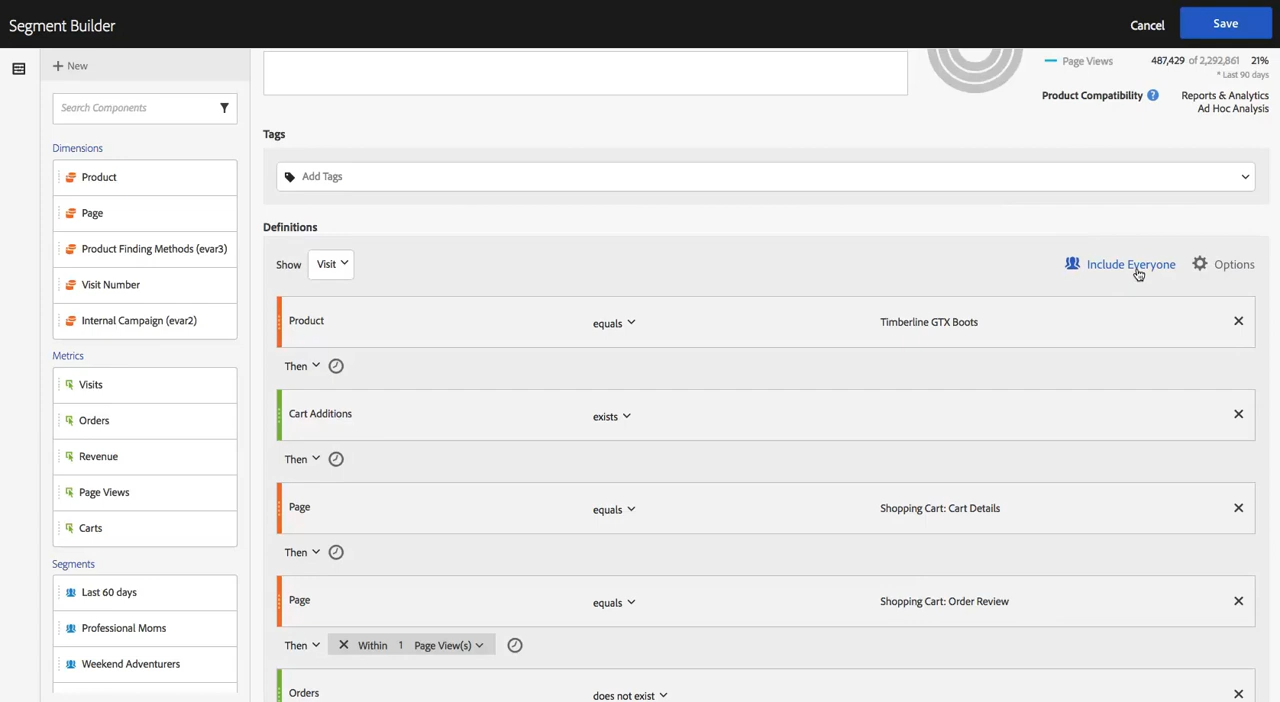 Segment Builder
Cancel
Save
New
Search Components
Dimensions
Product
Page
Product Finding Methods (evar3)
Visit Number
Internal Campaign (evar2)
Metrics
Visits
Orders
Revenue
Page Views
Carts
Segments
Last 60 days
Professional Moms
Weekend Adventurers
Page Views 487,429 of 2,292,861 21%
* Last 90 days
Product Compatibility ? Reports & Analytics
Ad Hoc Analysis
Tags
Add Tags
Definitions
Show Visit Include Everyone Options
Product equals Timberline GTX Boots
Then
Cart Additions exists
Then
Page equals Shopping Cart: Cart Details
Then
Page equals Shopping Cart: Order Review
Then Within 1 Page View(s)
Orders does not exist